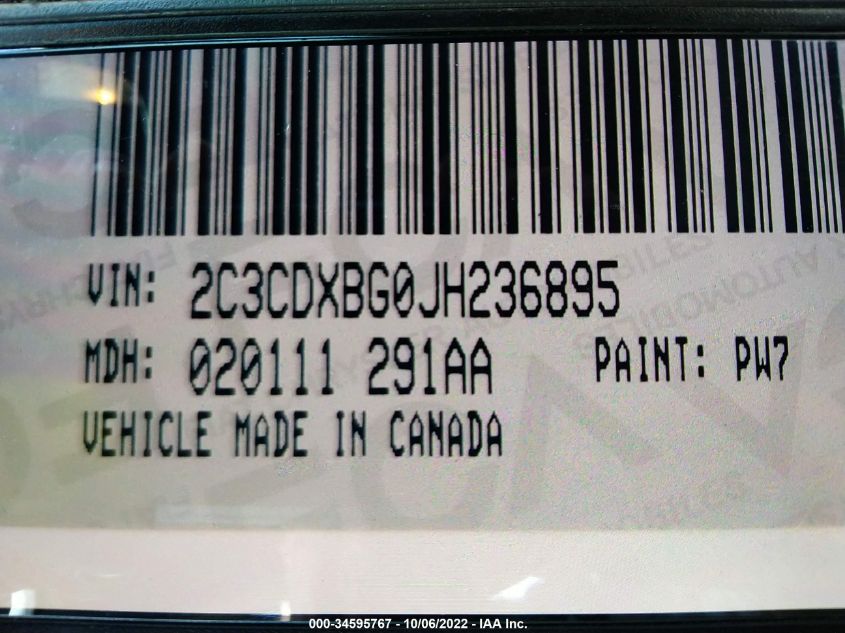 VIN: 2C3CDXBG0JH236895
MDH: 020111 291AA PAINT: PW7
VEHICLE MADE IN CANADA
000-34595767 - 10/06/2022 - IAA Inc.